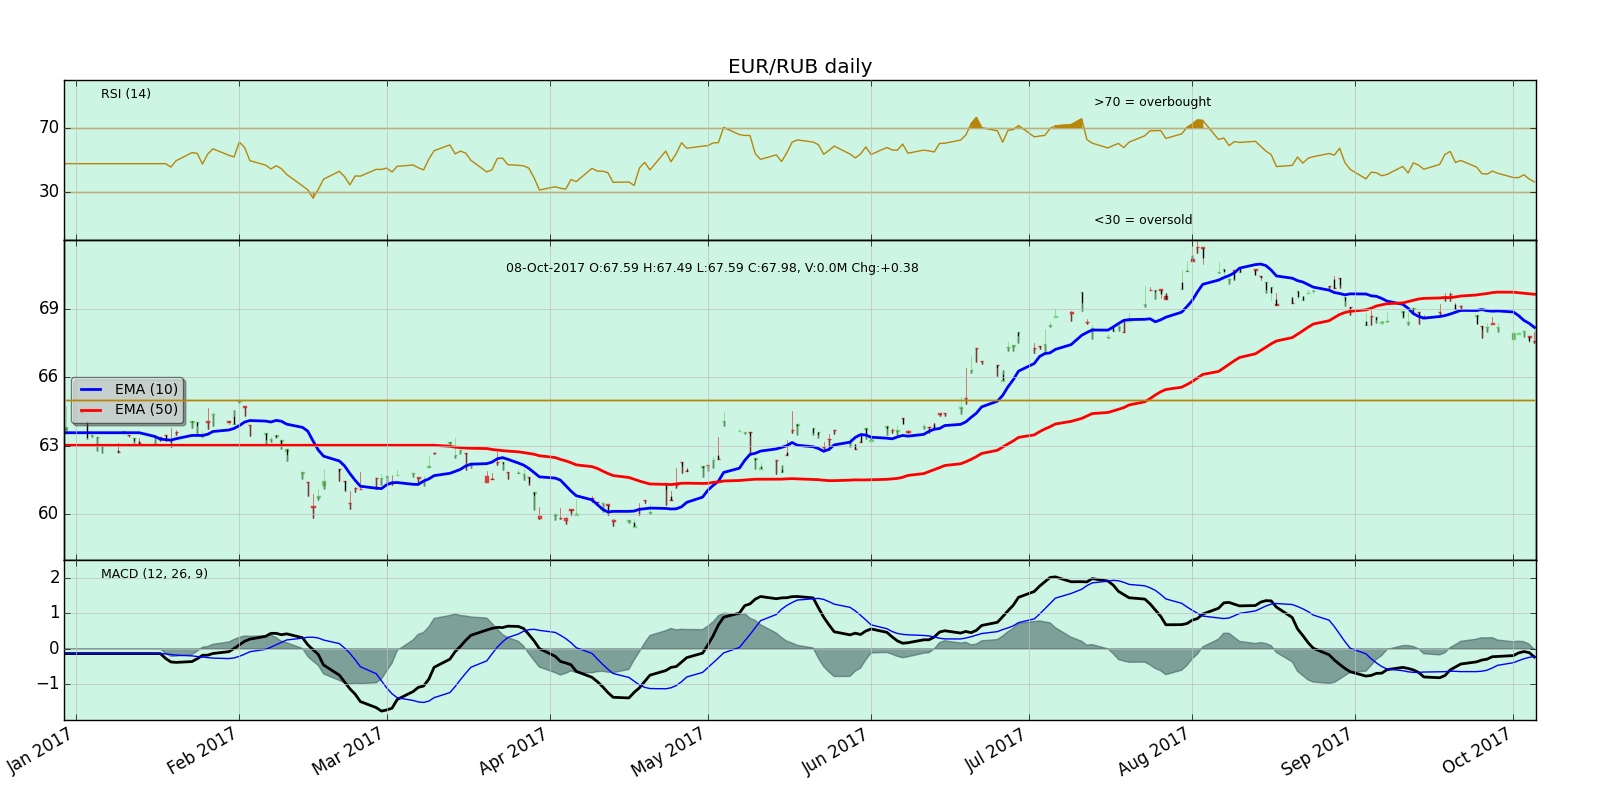 EUR/RUB daily
RSI (14)
>70 = overbought
70
30
<30 = oversold
08-Oct-2017 O:67.59 H:67.49 L:67.59 C:67.98, V:0.0M Chg:+0.38
69
66
EMA (10)
EMA (50)
63
60
MACD (12, 26, 9)
2
1
0
−1
Jan 2017
Feb 2017
Mar 2017
Apr 2017
May 2017
Jun 2017
Jul 2017
Aug 2017
Sep 2017
Oct 2017